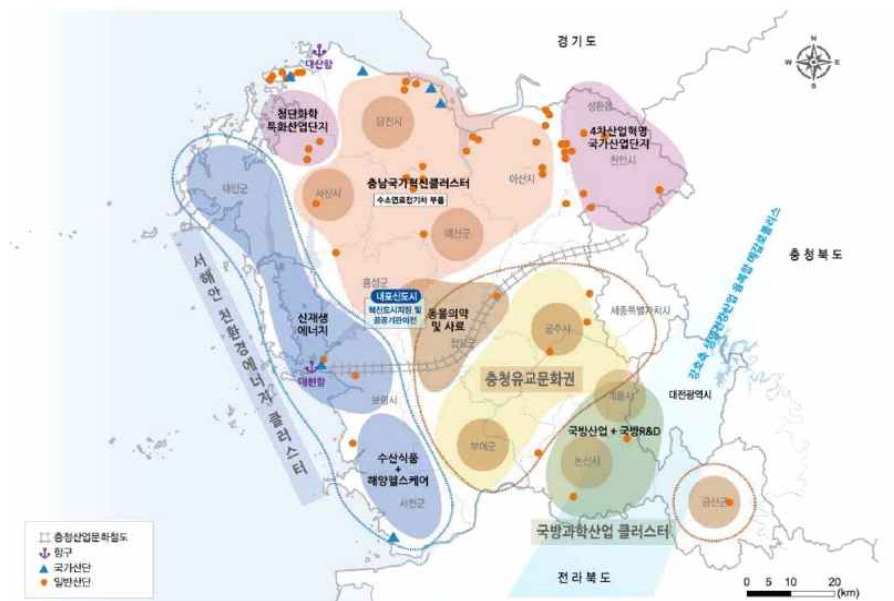 경기도
N
W
E
S
대산항
첨단화학
특화산업단지
당진시
성환읍
4차산업혁명
국가산업단지
천안시
태안군
서산시
충남국가혁신클러스터
수소연료전기차 부품
아산시
예산군
충청북도
홍성군
내포신도시
혁신도시지정 및
공공기관이전
동물의약
및 사료
청양군
공주시
세종특별자치시
신재생
에너지
대천항
보령시
서해안 친환경에너지 클러스터
충청유교문화권
계룡시
대전광역시
부여군
국방산업 + 국방R&D
논산시
수산식품
+
해양헬스케어
서천군
금산군
국방과학산업 클러스터
전라북도
충청산업문화철도
항구
국가산단
일반산단
0 5 10 20
(km)